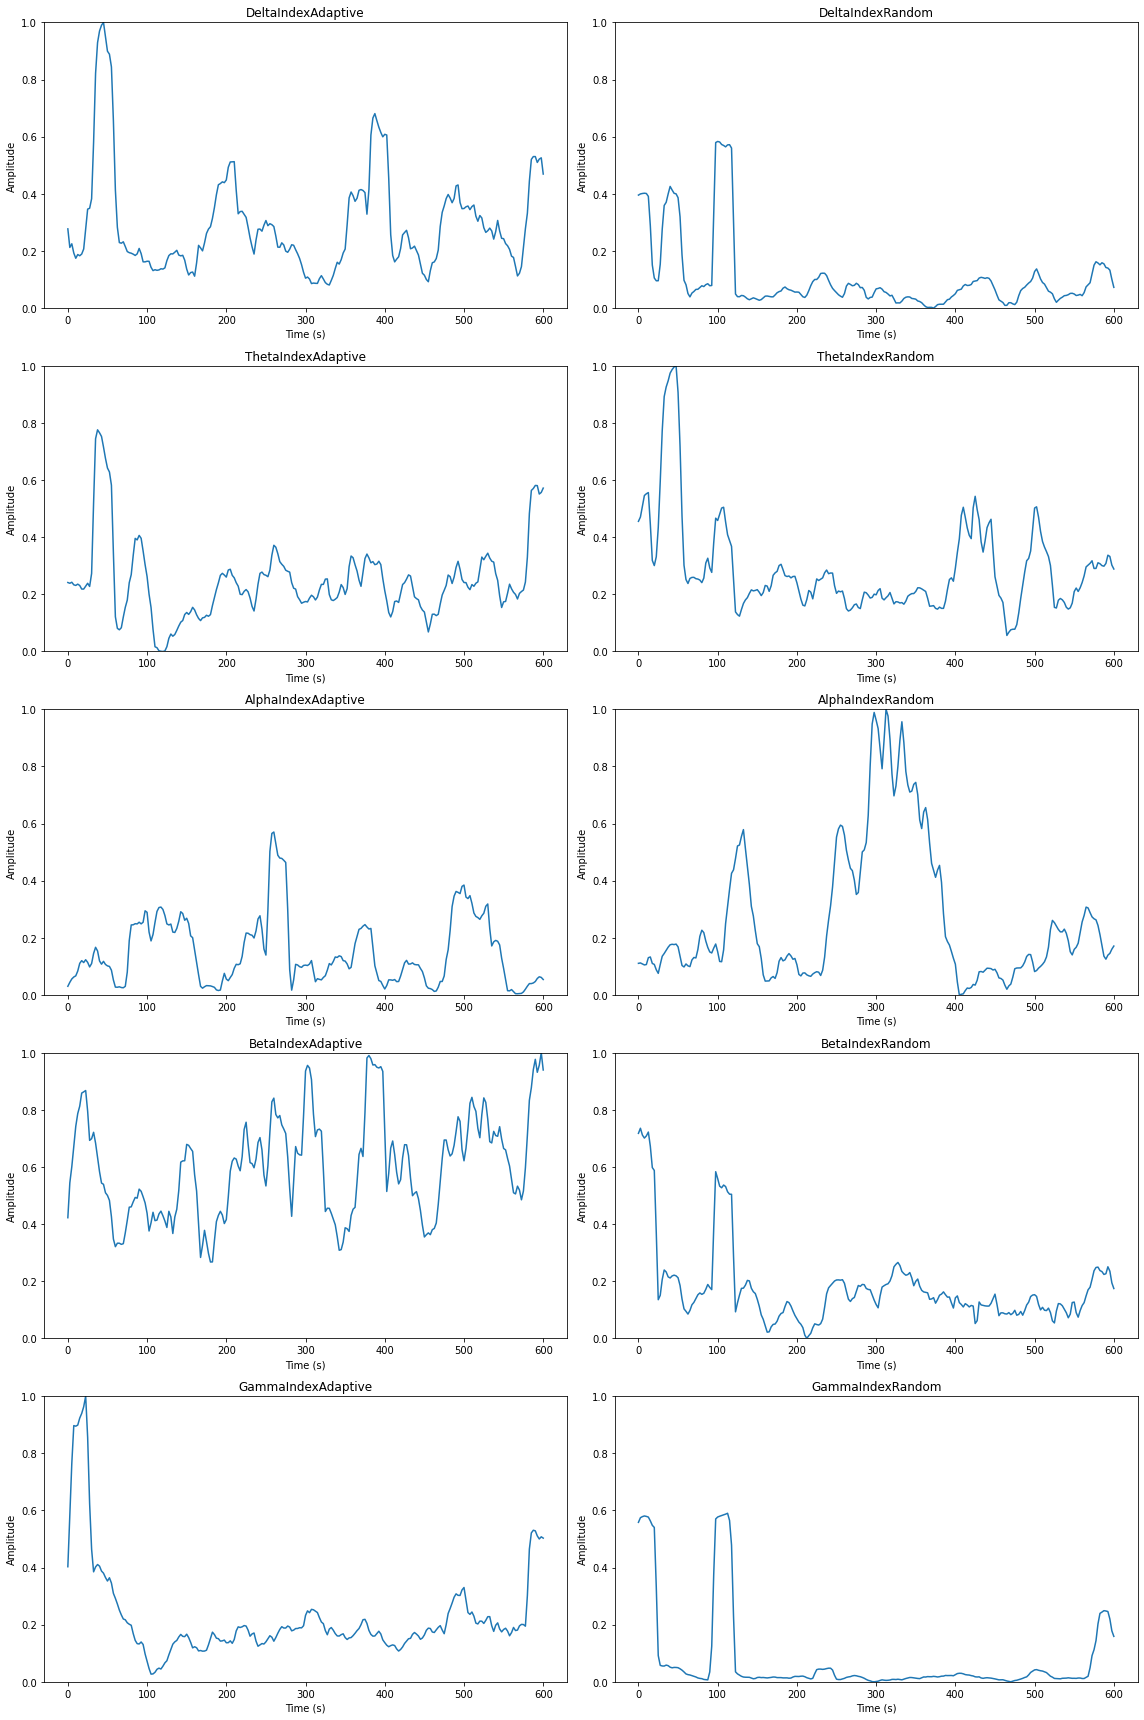 DeltaIndexAdaptive
1.0
0.8
0.6
0.4
0.2
0.0
Amplitude
0 100 200 300 400 500 600
Time (s)
DeltaIndexRandom
1.0
0.8
0.6
0.4
0.2
0.0
Amplitude
0 100 200 300 400 500 600
Time (s)
ThetaIndexAdaptive
1.0
0.8
0.6
0.4
0.2
0.0
Amplitude
0 100 200 300 400 500 600
Time (s)
ThetaIndexRandom
1.0
0.8
0.6
0.4
0.2
0.0
Amplitude
0 100 200 300 400 500 600
Time (s)
AlphaIndexAdaptive
1.0
0.8
0.6
0.4
0.2
0.0
Amplitude
0 100 200 300 400 500 600
Time (s)
AlphaIndexRandom
1.0
0.8
0.6
0.4
0.2
0.0
Amplitude
0 100 200 300 400 500 600
Time (s)
BetaIndexAdaptive
1.0
0.8
0.6
0.4
0.2
0.0
Amplitude
0 100 200 300 400 500 600
Time (s)
BetaIndexRandom
1.0
0.8
0.6
0.4
0.2
0.0
Amplitude
0 100 200 300 400 500 600
Time (s)
GammaIndexAdaptive
1.0
0.8
0.6
0.4
0.2
0.0
Amplitude
0 100 200 300 400 500 600
Time (s)
GammaIndexRandom
1.0
0.8
0.6
0.4
0.2
0.0
Amplitude
0 100 200 300 400 500 600
Time (s)